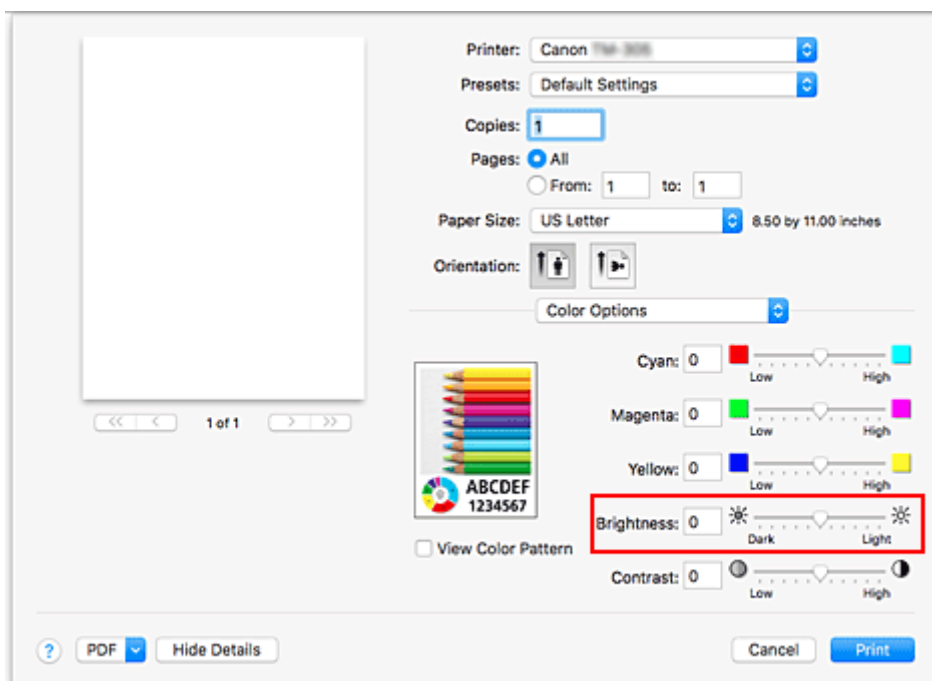 Printer: Canon
Presets: Default Settings
Copies: 1
Pages: All
From: 1 to: 1
Paper Size: US Letter 8.50 by 11.00 inches
Orientation:
Color Options
Cyan: 0
Low High
Magenta: 0
Low High
Yellow: 0
Low High
Brightness: 0
Dark Light
Contrast: 0
Low High
<< < 1 of 1 > >>
ABCDEF
1234567
View Color Pattern
? PDF Hide Details Cancel Print